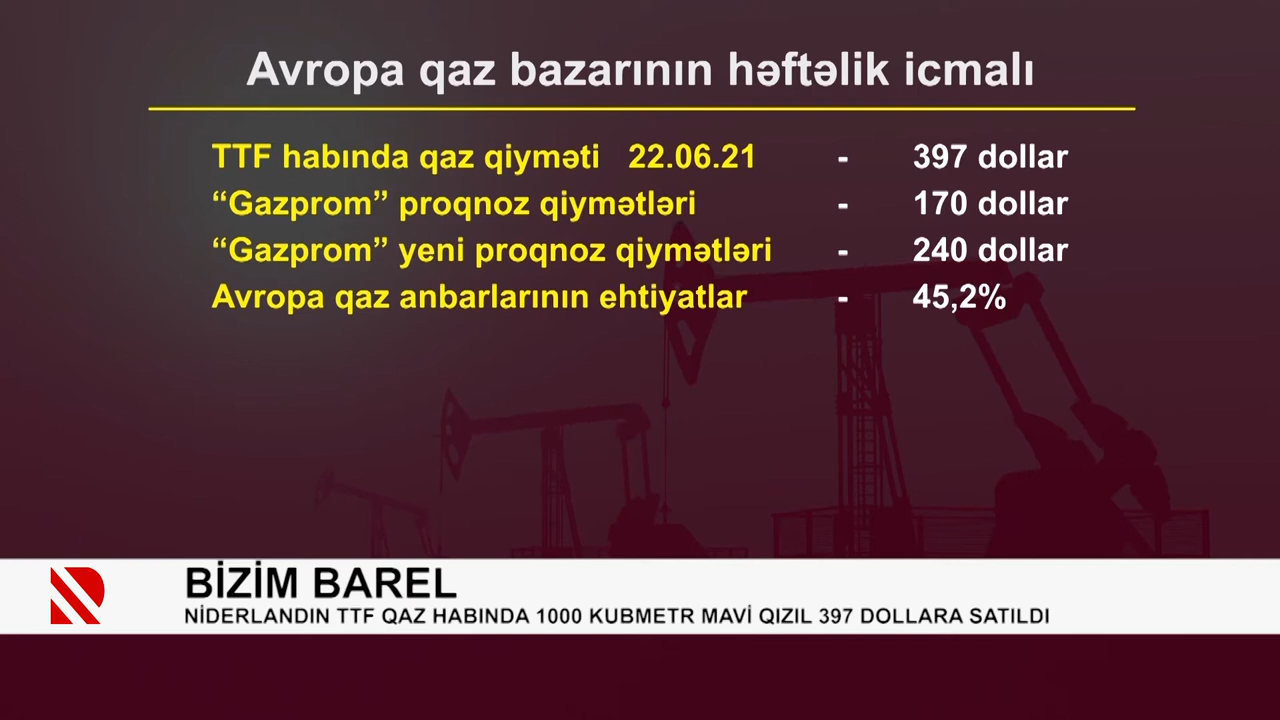 Avropa qaz bazarının həftəlik icmalı
TTF habında qaz qiyməti 22.06.21 - 397 dollar
“Gazprom” proqnoz qiymətləri - 170 dollar
“Gazprom” yeni proqnoz qiymətləri - 240 dollar
Avropa qaz anbarlarının ehtiyatlar - 45,2%
BİZİM BAREL
NİDERLANDIN TTF QAZ HABINDA 1000 KUBMETR MAVİ QIZIL 397 DOLLARA SATILDI